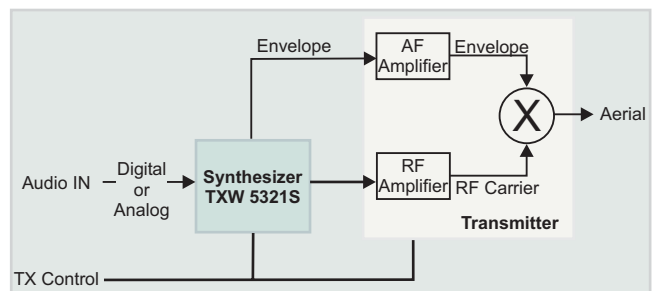 Envelope
AF
Amplifier
Envelope
X
Aerial
Audio IN
Digital
or
Analog
Synthesizer
TXW 5321S
RF
Amplifier
RF Carrier
Transmitter
TX Control